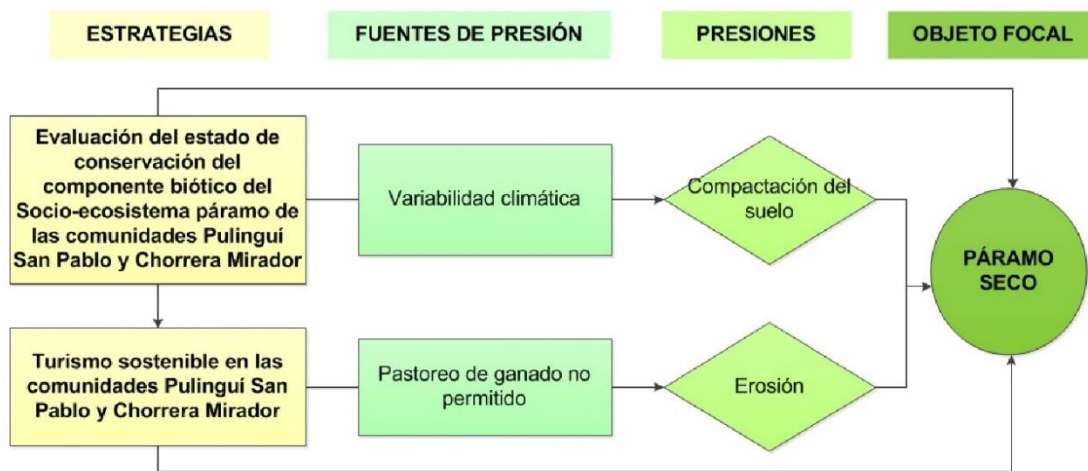 ESTRATEGIAS
FUENTES DE PRESIÓN
PRESIONES
OBJETO FOCAL
Evaluación del estado de
conservación del
componente biótico del
Socio-ecosistema páramo de
las comunidades Pulinguí
San Pablo y Chorrera Mirador
Variabilidad climática
Compactación del
suelo
PÁRAMO
SECO
Turismo sostenible en las
comunidades Pulinguí San
Pablo y Chorrera Mirador
Pastoreo de ganado no
permitido
Erosión